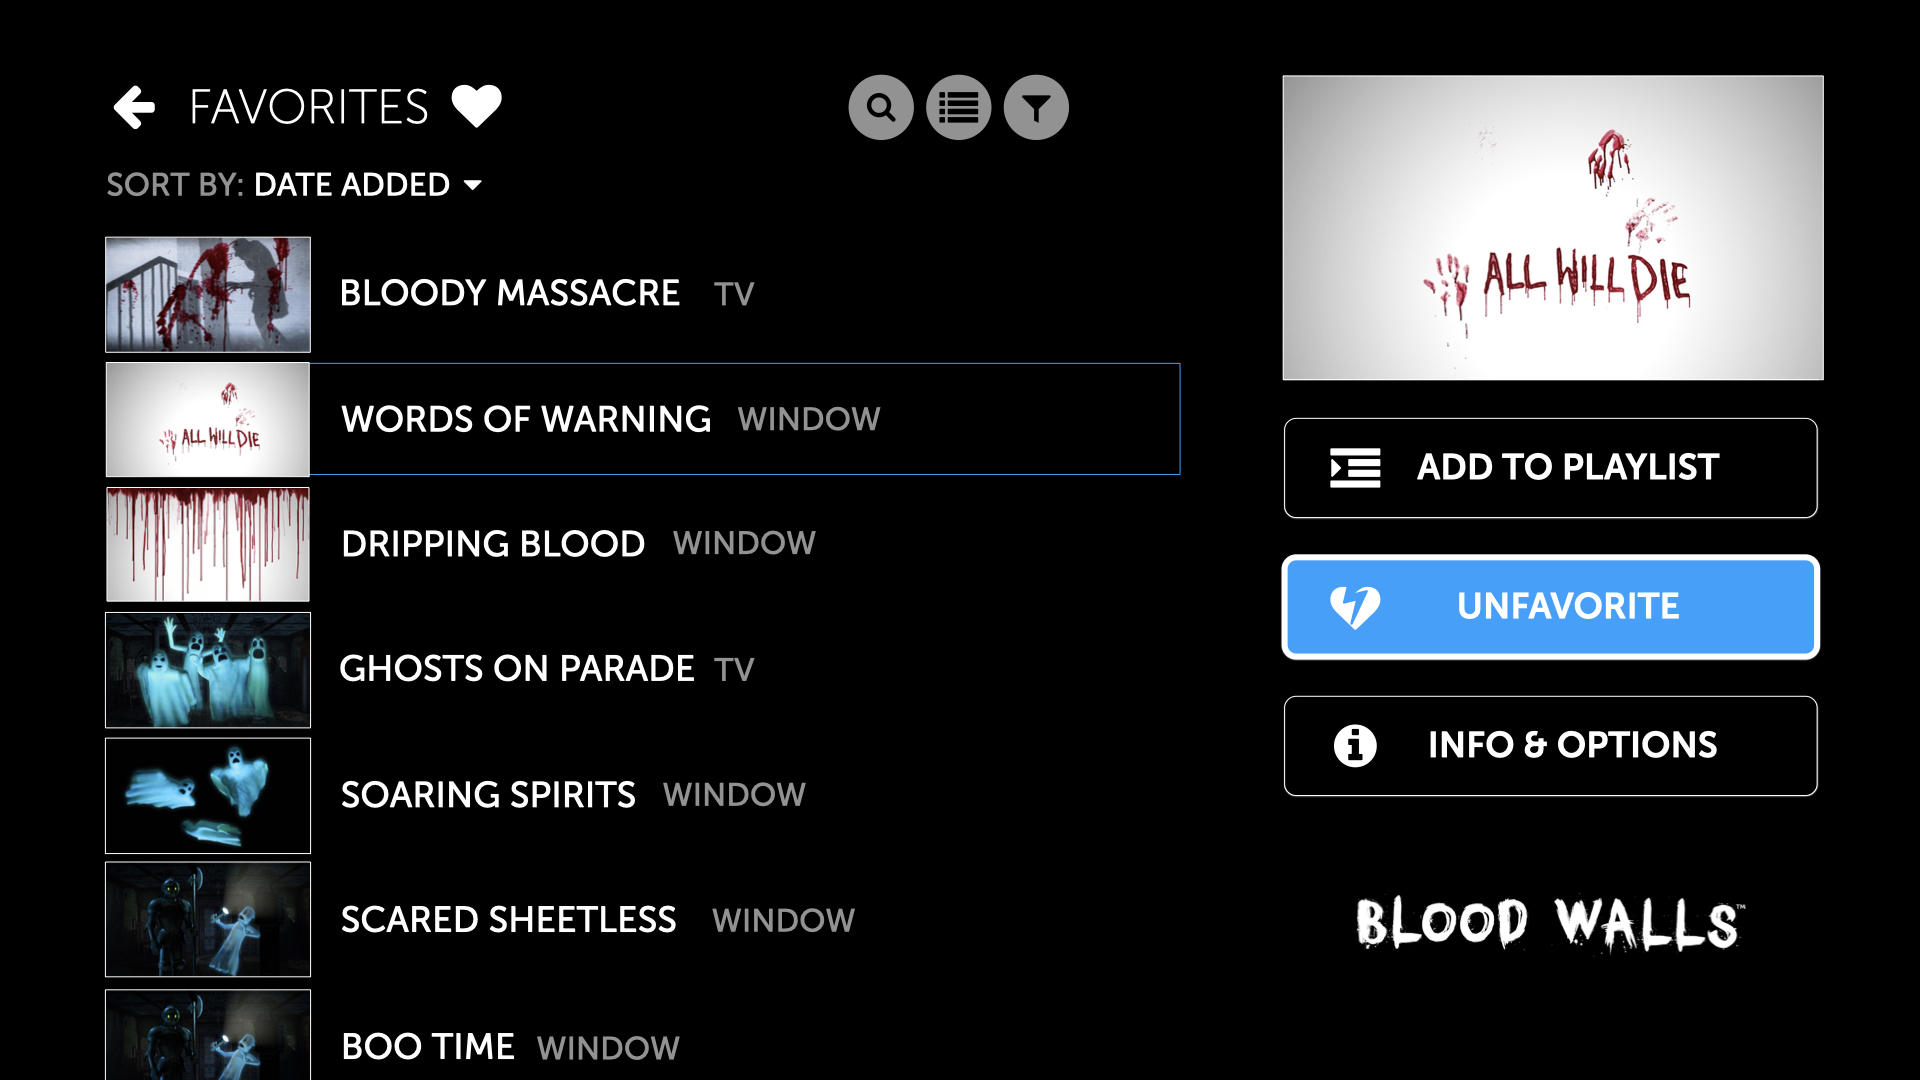 FAVORITES
SORT BY: DATE ADDED
BLOODY MASSACRE TV
ALL WILL DIE
WORDS OF WARNING WINDOW
DRIPPING BLOOD WINDOW
GHOSTS ON PARADE TV
SOARING SPIRITS WINDOW
SCARED SHEETLESS WINDOW
BOO TIME WINDOW
ALL WILL DIE
ADD TO PLAYLIST
UNFAVORITE
INFO & OPTIONS
BLOOD WALLS™